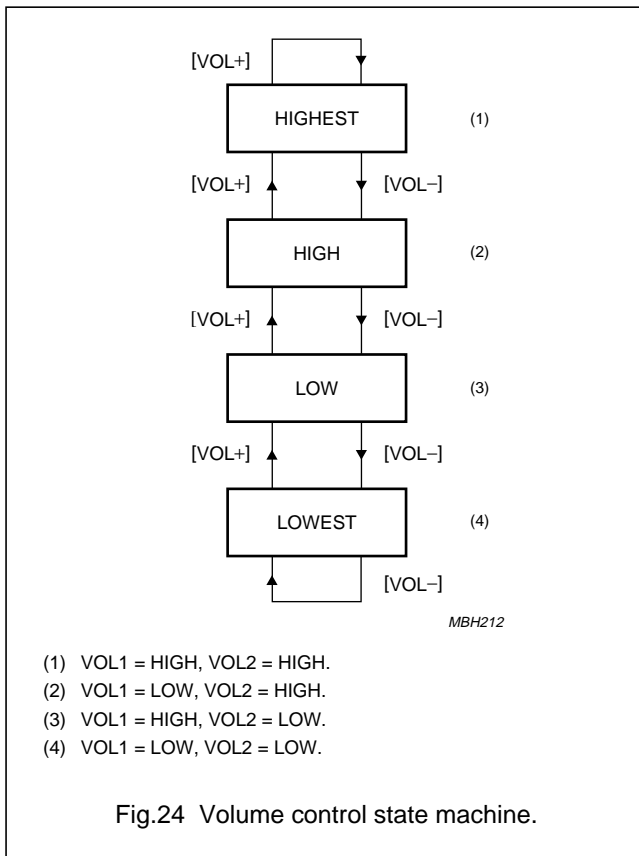 [VOL+]
HIGHEST (1)
[VOL+] [VOL−]
HIGH (2)
[VOL+] [VOL−]
LOW (3)
[VOL+] [VOL−]
LOWEST (4)
[VOL−]
MBH212
(1) VOL1 = HIGH, VOL2 = HIGH.
(2) VOL1 = LOW, VOL2 = HIGH.
(3) VOL1 = HIGH, VOL2 = LOW.
(4) VOL1 = LOW, VOL2 = LOW.
Fig.24 Volume control state machine.